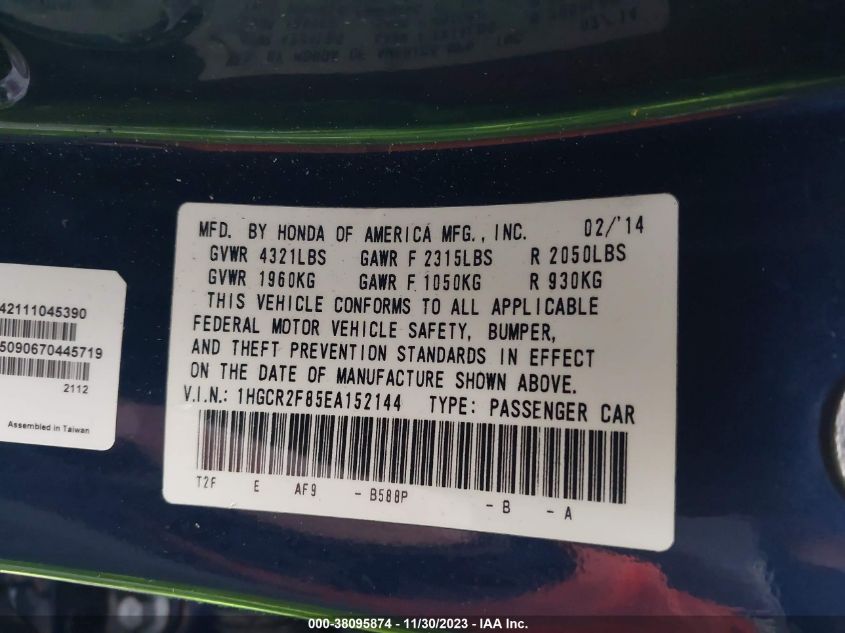 MFD. BY HONDA OF AMERICA MFG., INC. 02/'14
GVWR 4321LBS GAWR F 2315LBS R 2050LBS
GVWR 1960KG GAWR F 1050KG R 930KG
THIS VEHICLE CONFORMS TO ALL APPLICABLE
FEDERAL MOTOR VEHICLE SAFETY, BUMPER,
AND THEFT PREVENTION STANDARDS IN EFFECT
ON THE DATE OF MANUFACTURE SHOWN ABOVE.
V.I.N.: 1HGCR2F85EA152144 TYPE: PASSENGER CAR
T2F E AF9 - B588P - B - A
42111045390
5090670445719
2112
Assembled in Taiwan
000-38095874 - 11/30/2023 - IAA Inc.